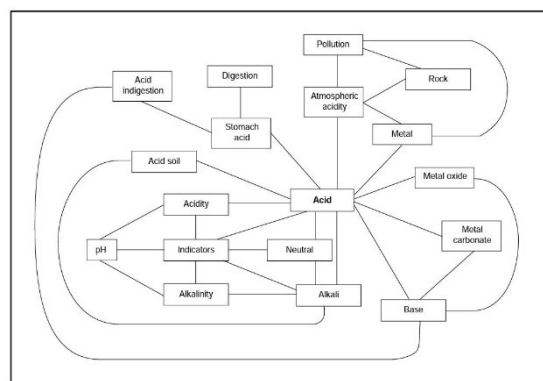 Pollution
Digestion
Acid
indigestion
Rock
Atmospheric
acidity
Stomach
acid
Metal
Acid soil
Metal oxide
Acidity
Acid
Metal
carbonate
pH
Indicators
Neutral
Alkalinity
Alkali
Base